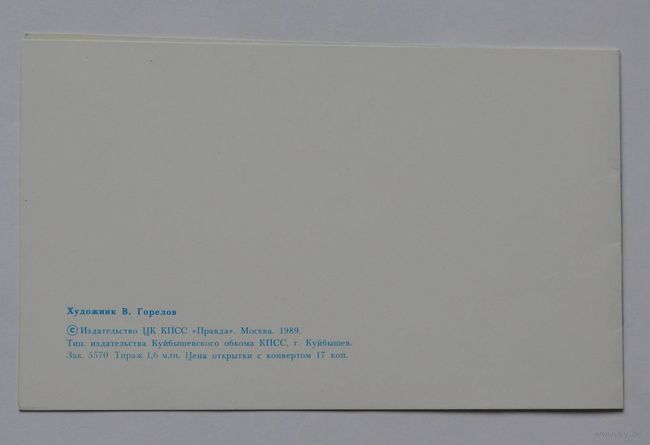 Художник В. Горелов
© Издательство ЦК КПСС «Правда». Москва. 1989.
Тип. издательства Куйбышевского обкома КПСС, г. Куйбышев.
Зак. 5570 Тираж 1,6 млн. Цена открытки с конвертом 17 коп.